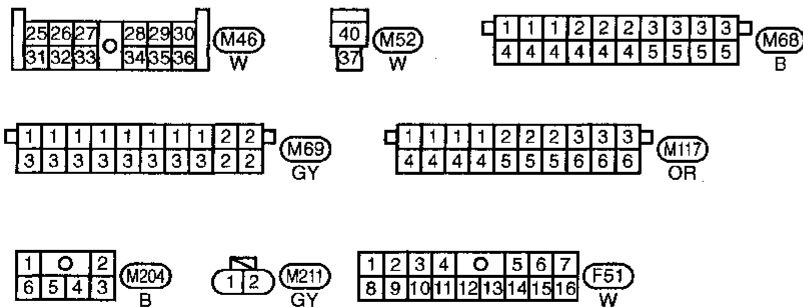 25 26 27 28 29 30
31 32 33 34 35 36
M46
W
40
37
M52
W
1 1 1 2 2 2 3 3 3 3
4 4 4 4 4 4 5 5 5 5
M68
B
1 1 1 1 1 1 1 1 2 2
3 3 3 3 3 3 3 3 2 2
M69
GY
1 1 1 1 2 2 2 3 3 3
4 4 4 4 5 5 5 6 6 6
M117
OR
1 2
6 5 4 3
M204
B
1 2
M211
GY
1 2 3 4 5 6 7
8 9 10 11 12 13 14 15 16
F51
W